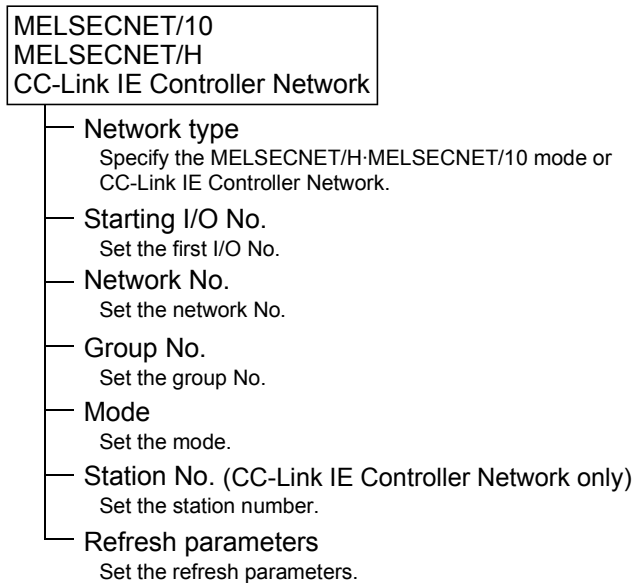 MELSECNET/10
MELSECNET/H
CC-Link IE Controller Network
Network type
Specify the MELSECNET/H·MELSECNET/10 mode or
CC-Link IE Controller Network.
Starting I/O No.
Set the first I/O No.
Network No.
Set the network No.
Group No.
Set the group No.
Mode
Set the mode.
Station No. (CC-Link IE Controller Network only)
Set the station number.
Refresh parameters
Set the refresh parameters.